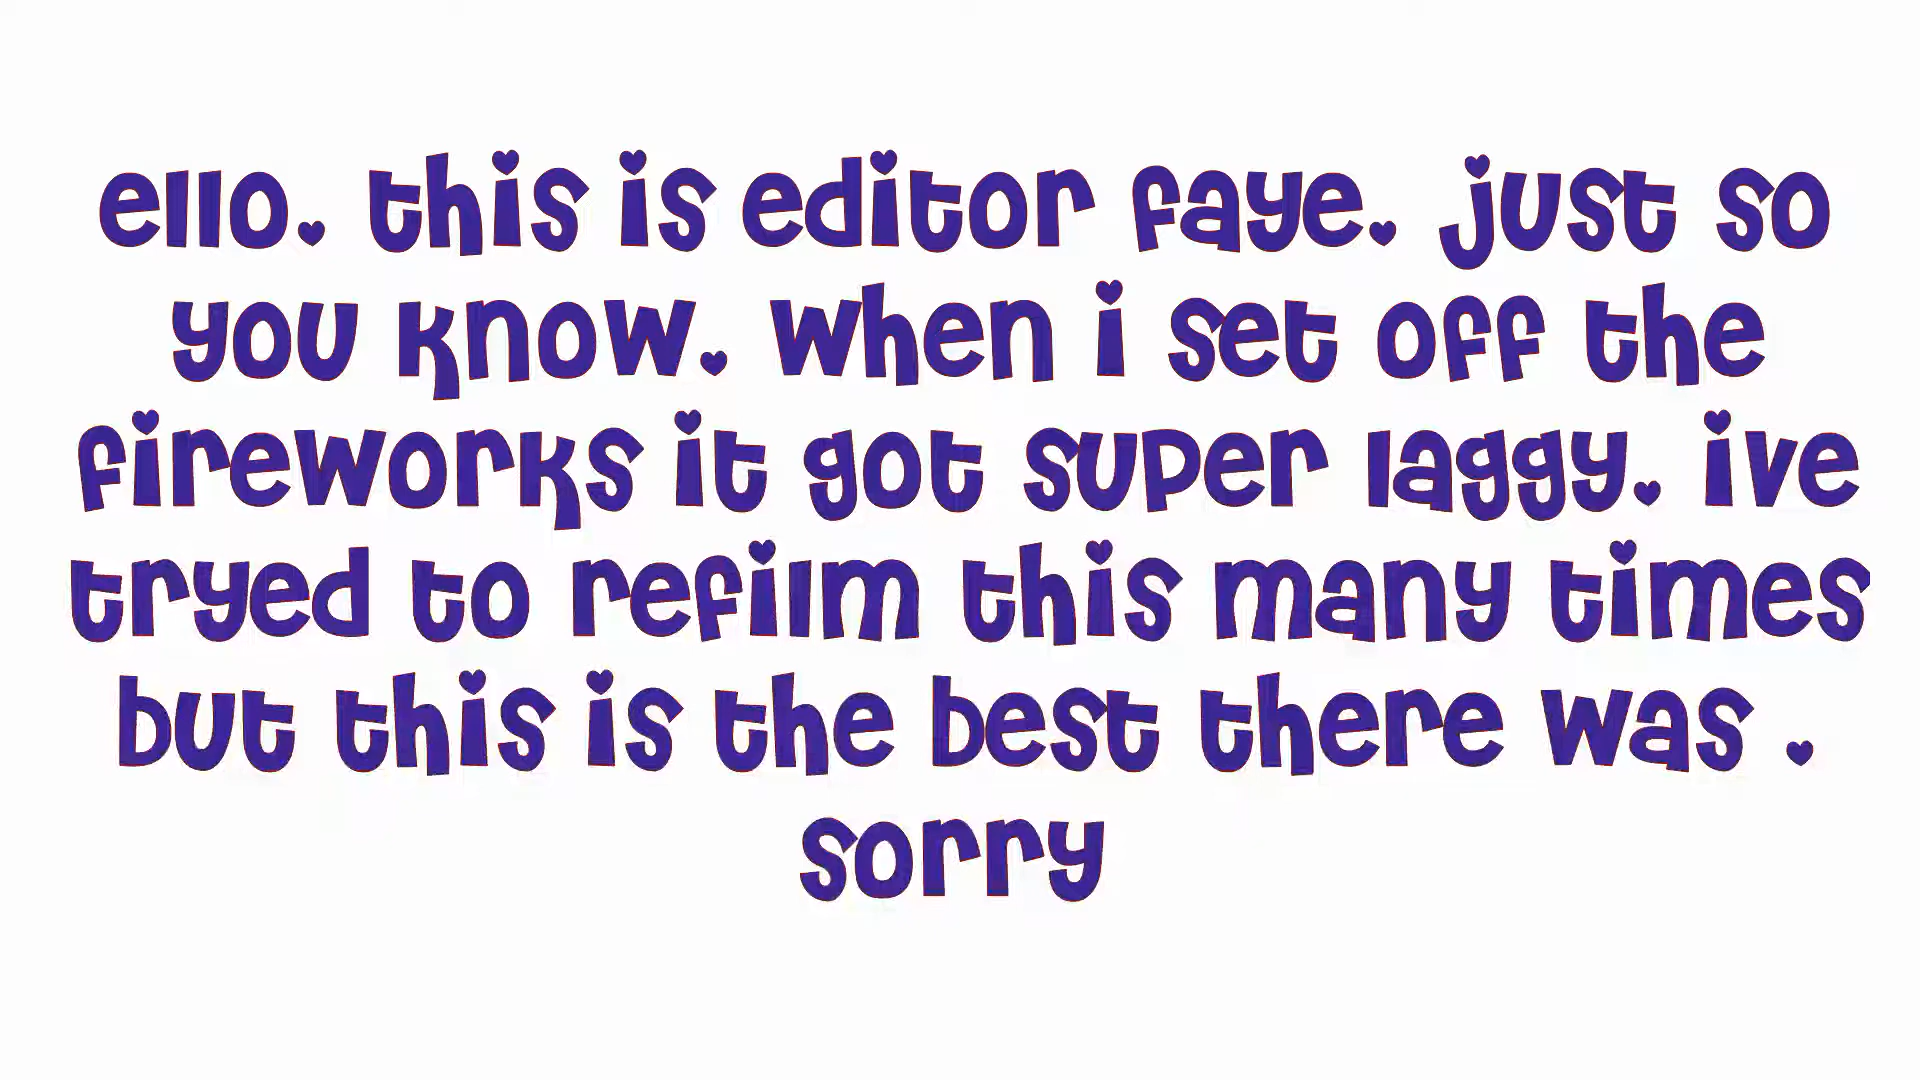 ello. this is editor faye. just so
you know. when i set off the
fireworks it got super laggy. ive
tryed to refilm this many times
but this is the best there was .
sorry